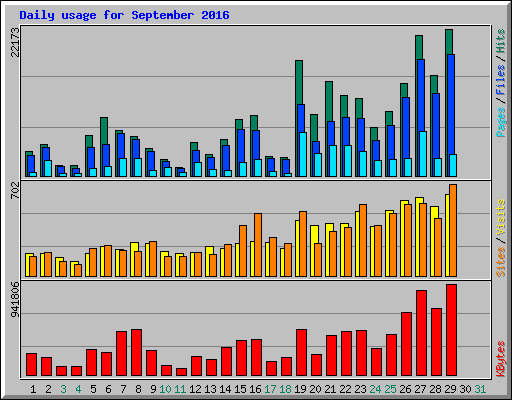 Daily usage for September 2016
22173
Pages / Files / Hits
702
Sites / Visits
941806
KBytes
1 2 3 4 5 6 7 8 9 10 11 12 13 14 15 16 17 18 19 20 21 22 23 24 25 26 27 28 29 30 31